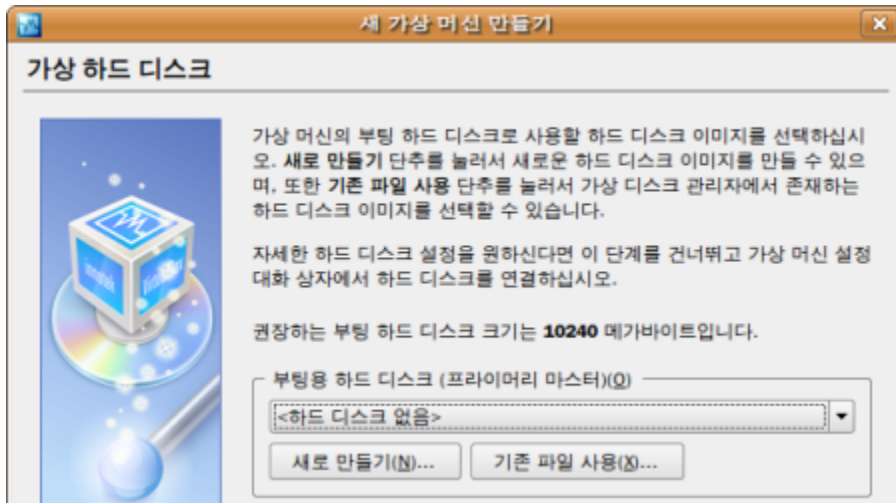 새 가상 머신 만들기
가상 하드 디스크
가상 머신의 부팅 하드 디스크로 사용할 하드 디스크 이미지를 선택하십시
오. 새로 만들기 단추를 눌러서 새로운 하드 디스크 이미지를 만들 수 있으
며, 또한 기존 파일 사용 단추를 눌러서 가상 디스크 관리자에서 존재하는
하드 디스크 이미지를 선택할 수 있습니다.
자세한 하드 디스크 설정을 원하신다면 이 단계를 건너뛰고 가상 머신 설정
대화 상자에서 하드 디스크를 연결하십시오.
권장하는 부팅 하드 디스크 크기는 10240 메가바이트입니다.
부팅용 하드 디스크 (프라이머리 마스터)(O)
<하드 디스크 없음>
새로 만들기(N)... 기존 파일 사용(X)...